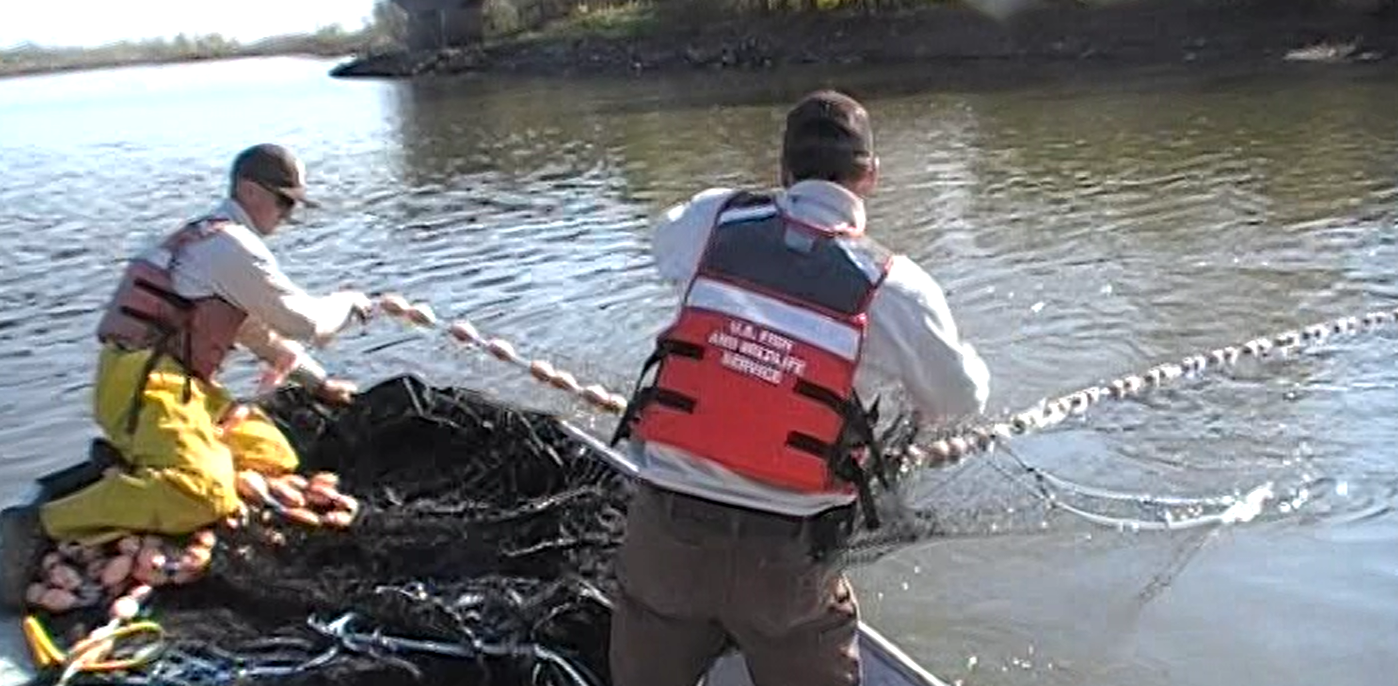 U.S. FISH
AND WILDLIFE
SERVICE